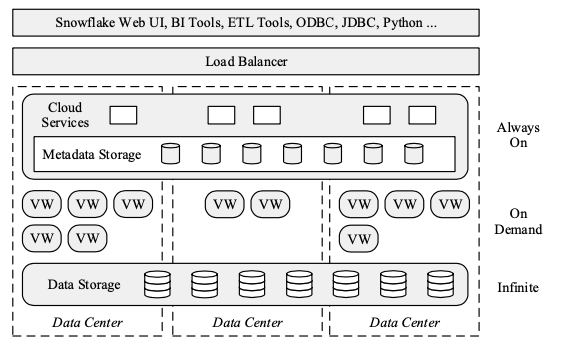 Snowflake Web UI, BI Tools, ETL Tools, ODBC, JDBC, Python ...
Load Balancer
Cloud
Services
Metadata Storage
Always
On
VW VW VW VW VW VW VW VW
VW VW VW
On
Demand
Data Storage
Infinite
Data Center Data Center Data Center